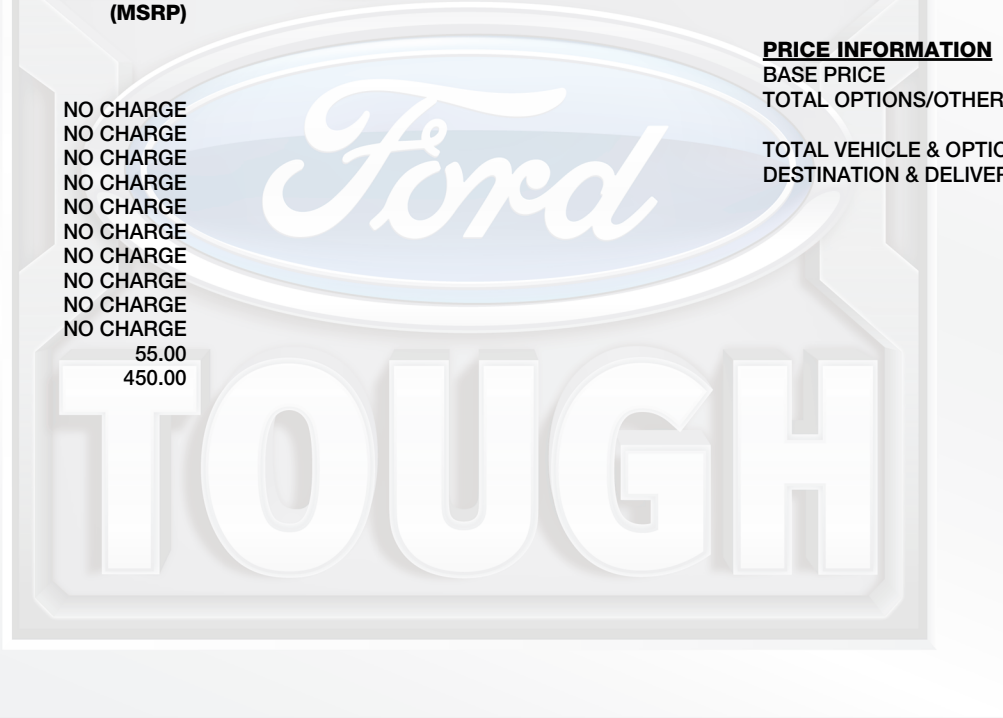 (MSRP)
NO CHARGE
NO CHARGE
NO CHARGE
NO CHARGE
NO CHARGE
NO CHARGE
NO CHARGE
NO CHARGE
NO CHARGE
NO CHARGE
55.00
450.00
PRICE INFORMATION
BASE PRICE
TOTAL OPTIONS/OTHER
TOTAL VEHICLE & OPTIO
DESTINATION & DELIVER
Ford
TOUGH